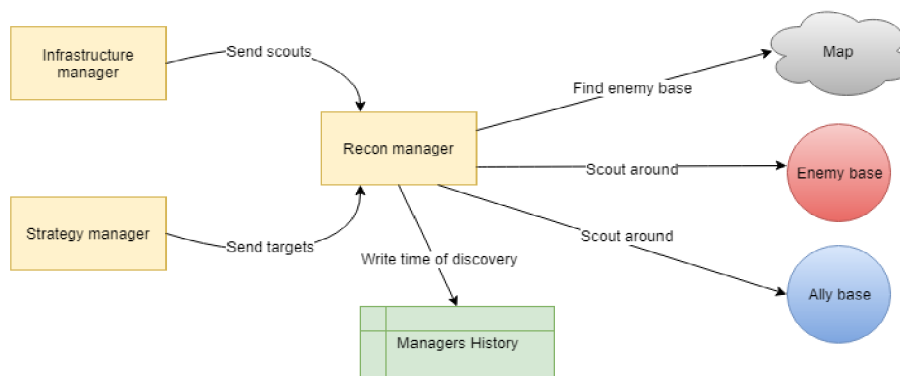 Infrastructure
manager
Send scouts
Map
Find enemy base
Recon manager
Scout around
Enemy base
Strategy manager
Send targets
Scout around
Write time of discovery
Ally base
Managers History